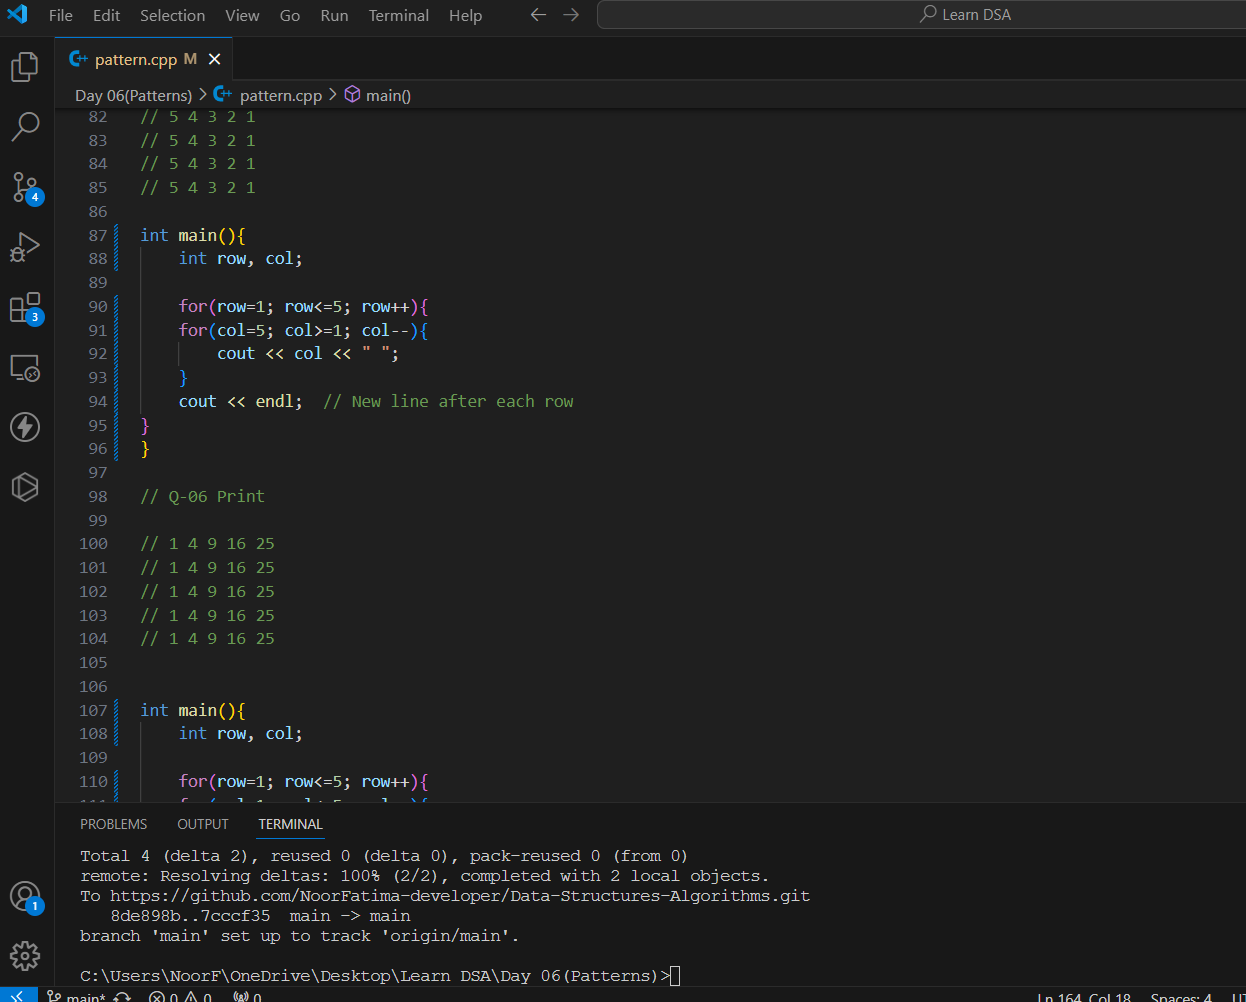 File Edit Selection View Go Run Terminal Help
Learn DSA
pattern.cpp M
Day 06(Patterns) > pattern.cpp > main()
82 // 5 4 3 2 1
83 // 5 4 3 2 1
84 // 5 4 3 2 1
85 // 5 4 3 2 1
86
87 int main(){
88 int row, col;
89
90 for(row=1; row<=5; row++){
91 for(col=5; col>=1; col--){
92 cout << col << " ";
93 }
94 cout << endl;  // New line after each row
95 }
96 }
97
98 // Q-06 Print
99
100 // 1 4 9 16 25
101 // 1 4 9 16 25
102 // 1 4 9 16 25
103 // 1 4 9 16 25
104 // 1 4 9 16 25
105
106
107 int main(){
108 int row, col;
109
110 for(row=1; row<=5; row++){
4
3
PROBLEMS OUTPUT TERMINAL
Total 4 (delta 2), reused 0 (delta 0), pack-reused 0 (from 0)
remote: Resolving deltas: 100% (2/2), completed with 2 local objects.
To https://github.com/NoorFatima-developer/Data-Structures-Algorithms.git
8de898b..7cccf35  main -> main
branch 'main' set up to track 'origin/main'.
C:\Users\NoorF\OneDrive\Desktop\Learn DSA\Day 06(Patterns)>
1
main* 0 0 0 Ln 164, Col 18 Spaces: 4